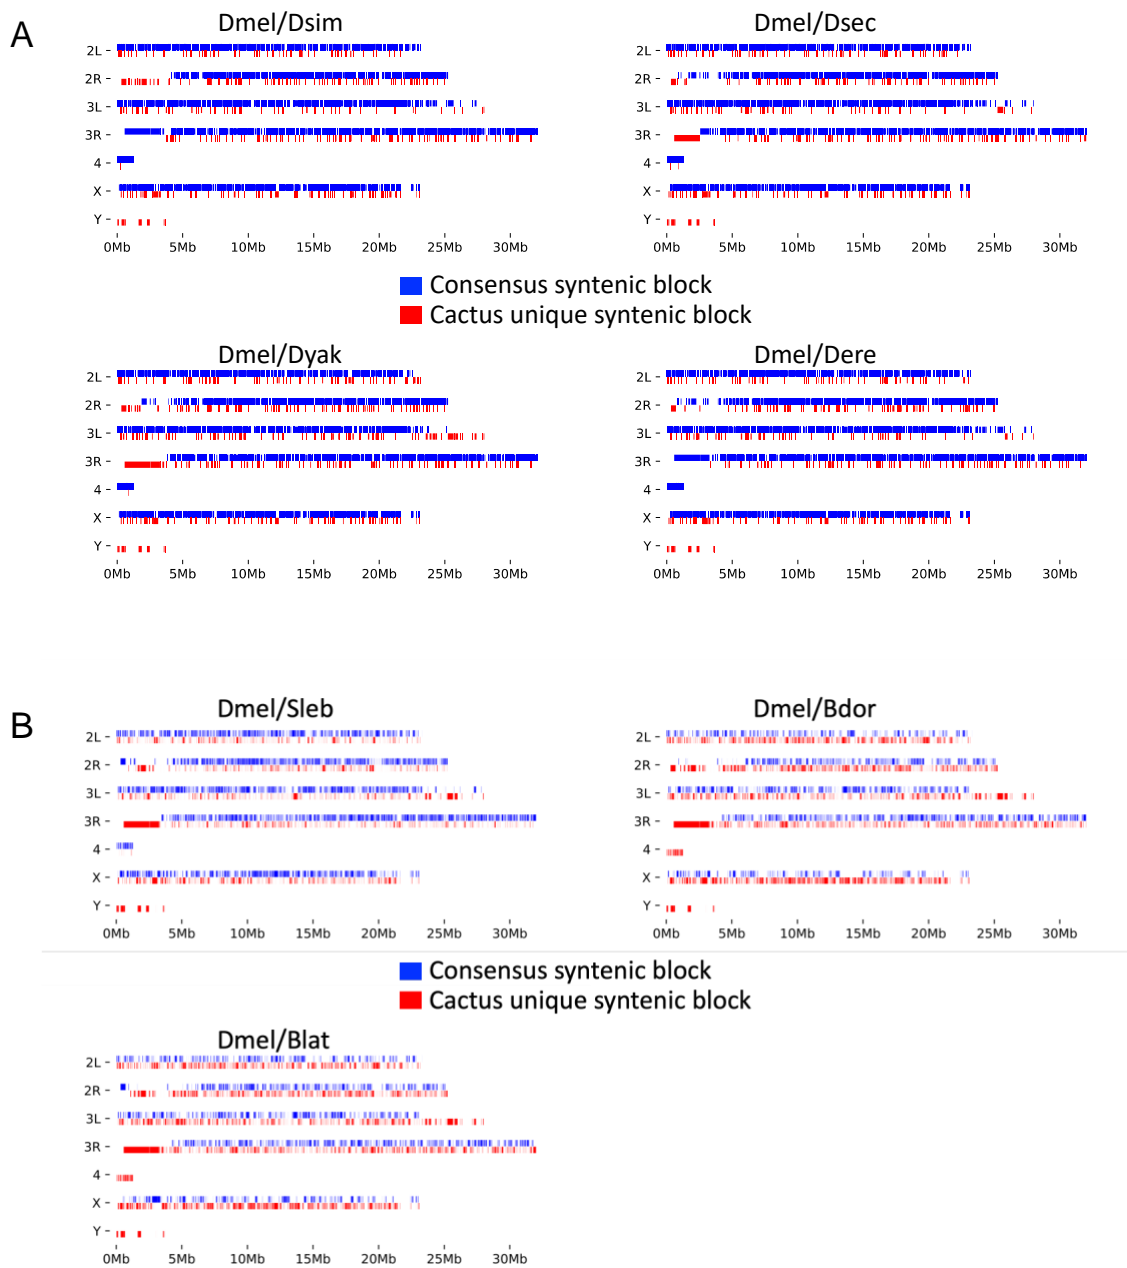 A
Dmel/Dsim
2L
2R
3L
3R
4
X
Y
0Mb 5Mb 10Mb 15Mb 20Mb 25Mb 30Mb
Dmel/Dsec
2L
2R
3L
3R
4
X
Y
0Mb 5Mb 10Mb 15Mb 20Mb 25Mb 30Mb
Consensus syntenic block
Cactus unique syntenic block
Dmel/Dyak
2L
2R
3L
3R
4
X
Y
0Mb 5Mb 10Mb 15Mb 20Mb 25Mb 30Mb
Dmel/Dere
2L
2R
3L
3R
4
X
Y
0Mb 5Mb 10Mb 15Mb 20Mb 25Mb 30Mb
B
Dmel/Sleb
2L
2R
3L
3R
4
X
Y
0Mb 5Mb 10Mb 15Mb 20Mb 25Mb 30Mb
Dmel/Bdor
2L
2R
3L
3R
4
X
Y
0Mb 5Mb 10Mb 15Mb 20Mb 25Mb 30Mb
Consensus syntenic block
Cactus unique syntenic block
Dmel/Blat
2L
2R
3L
3R
4
X
Y
0Mb 5Mb 10Mb 15Mb 20Mb 25Mb 30Mb